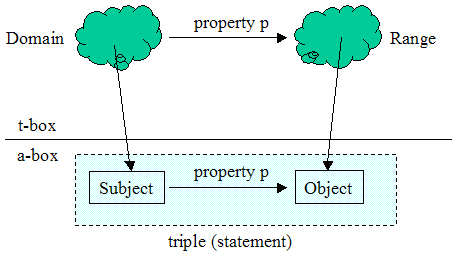 property p
Domain
Range
t-box
a-box
property p
Subject
Object
triple (statement)